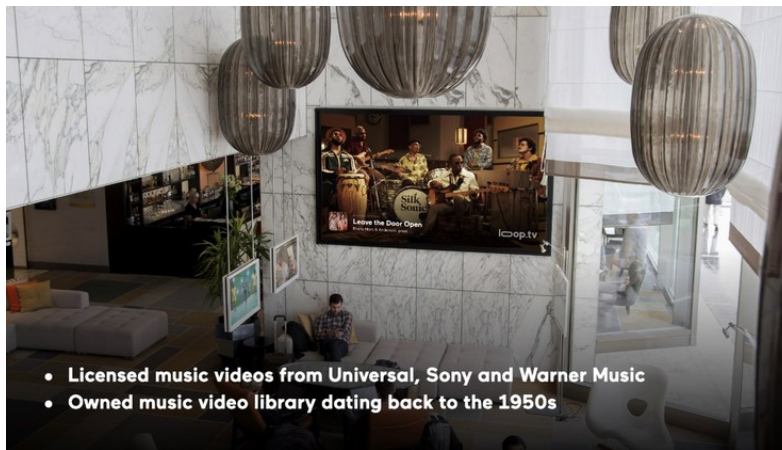 Silk
Sonic
Leave the Door Open
loop.tv
• Licensed music videos from Universal, Sony and Warner Music
• Owned music video library dating back to the 1950s